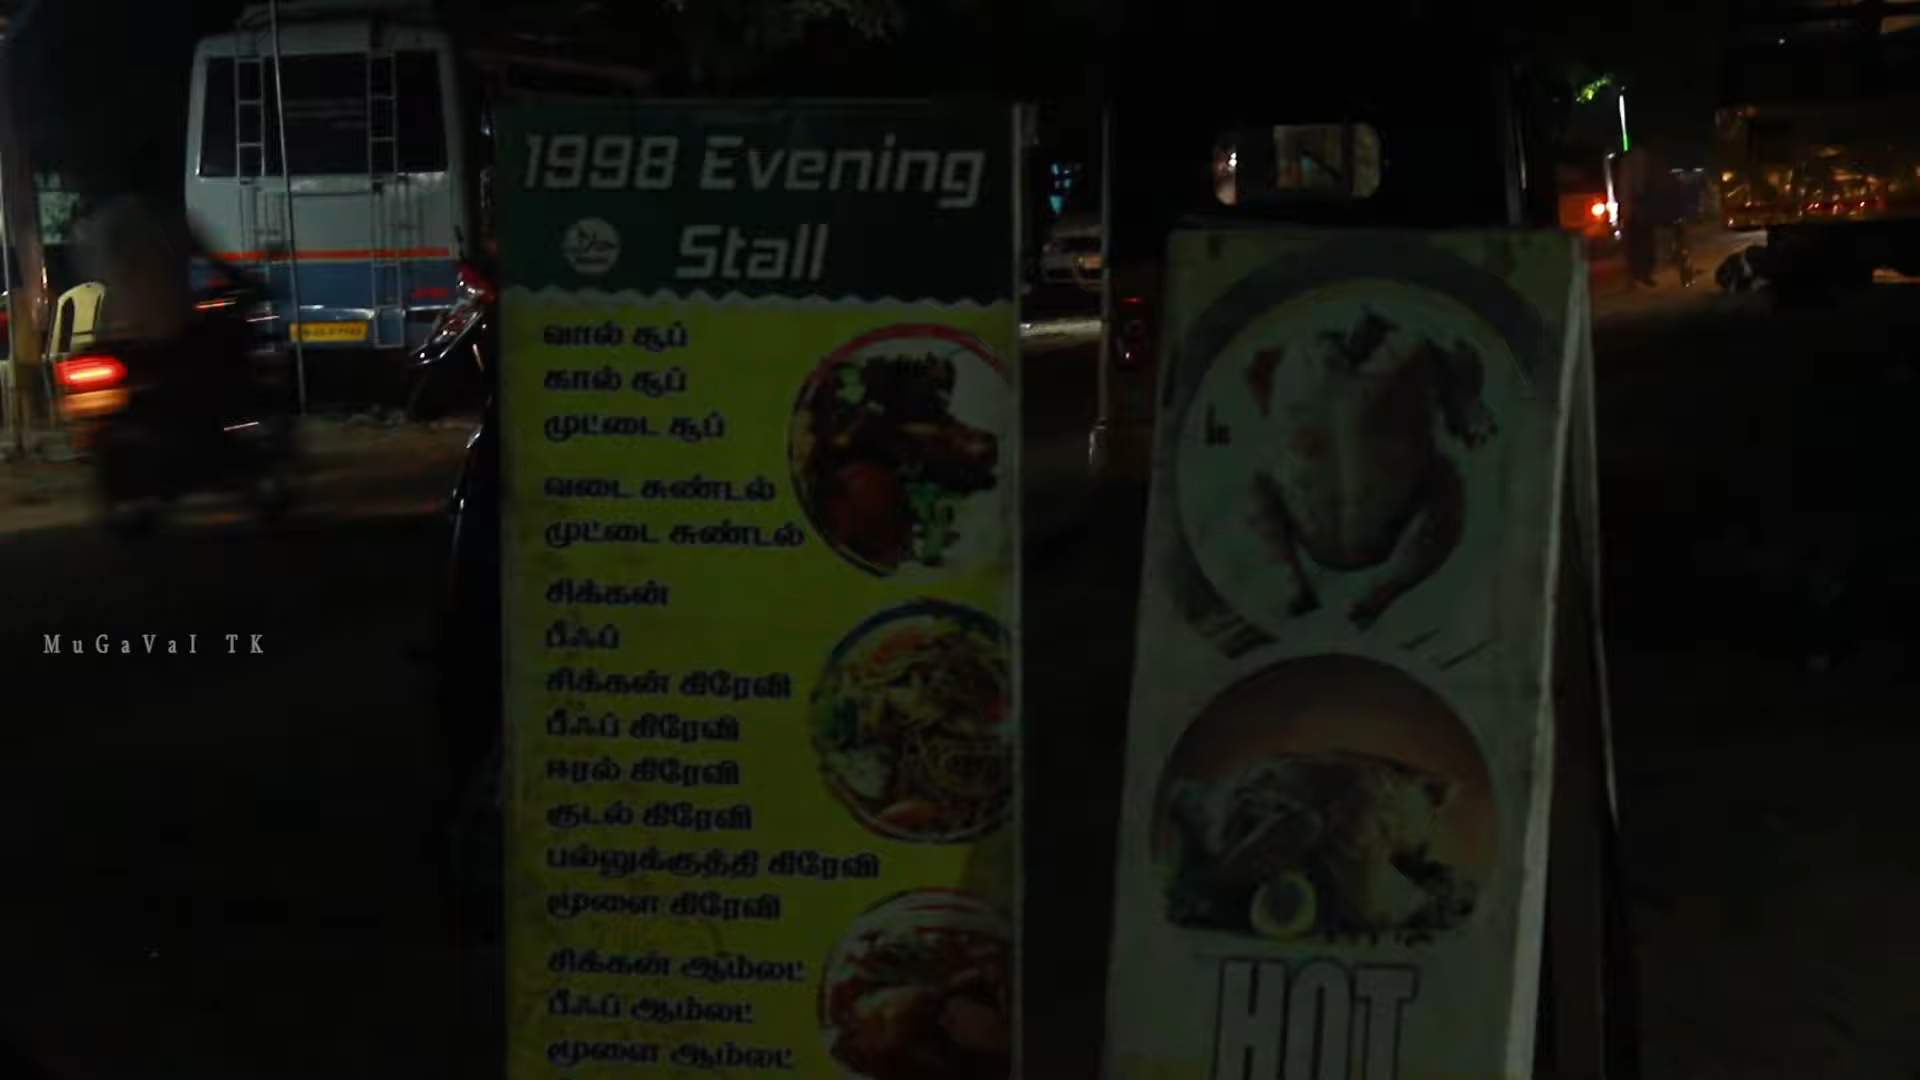 1998 Evening
Stall
வால் சூப்
கால் சூப்
முட்டை சூப்
வடை சுண்டல்
முட்டை சுண்டல்
சிக்கன்
பீஃப்
சிக்கன் கிரேவி
பீஃப் கிரேவி
ஈரல் கிரேவி
குடல் கிரேவி
பல்லுக்குத்தி கிரேவி
மூளை கிரேவி
சிக்கன் ஆம்லட்
பீஃப் ஆம்லட்
மூளை ஆம்லட்
HOT
MuGaVaI TK